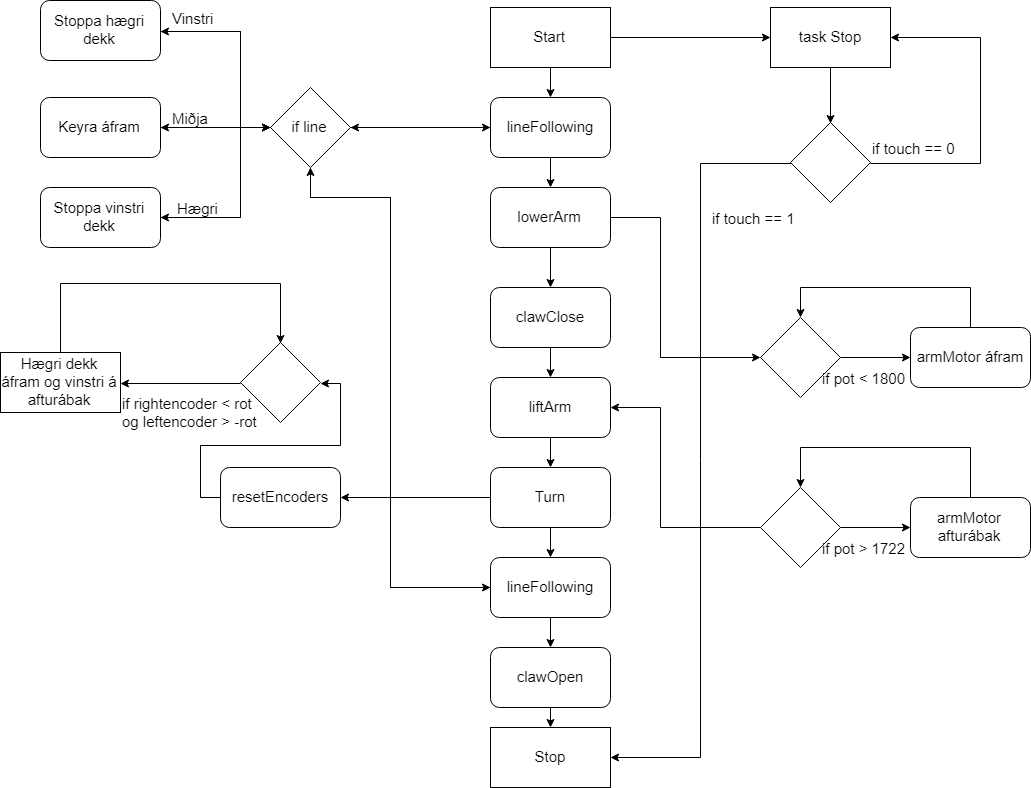 Stoppa hægri
dekk
Vinstri
Start
task Stop
Keyra áfram
Miðja
if line
lineFollowing
if touch == 0
Stoppa vinstri
dekk
Hægri
lowerArm
if touch == 1
clawClose
Hægri dekk
áfram og vinstri á
afturábak
if rightencoder < rot
og leftencoder > -rot
armMotor áfram
if pot < 1800
liftArm
resetEncoders
Turn
armMotor
afturábak
if pot > 1722
lineFollowing
clawOpen
Stop